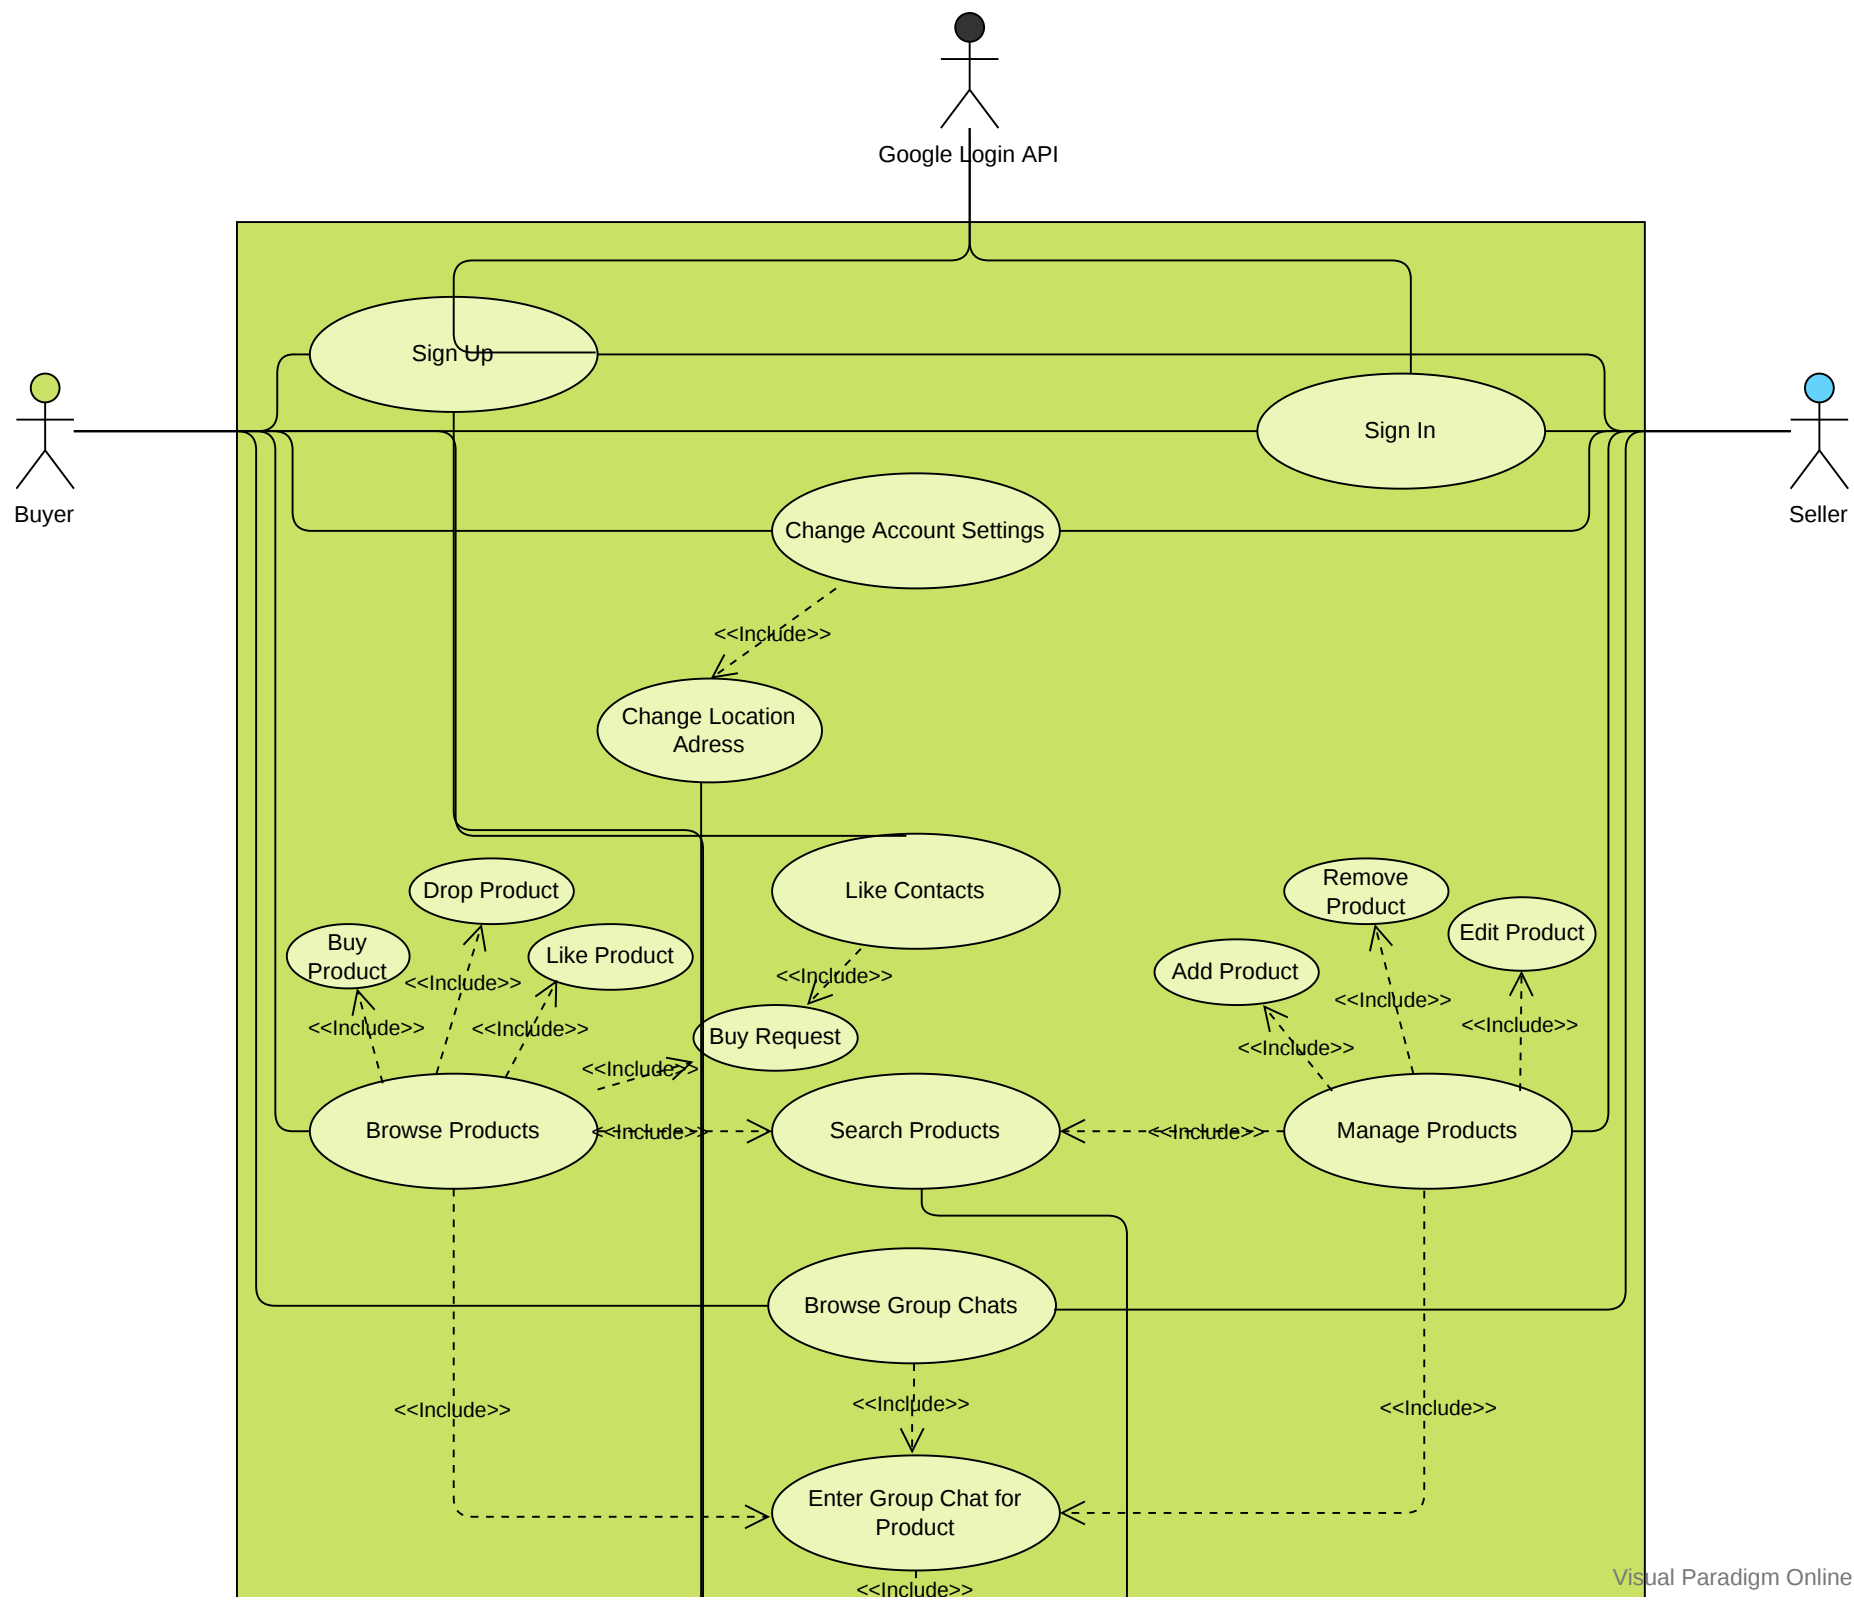 Google Login API
Sign Up
Sign In
Buyer
Seller
Change Account Settings
<<Include>>
Change Location
Adress
Like Contacts
Drop Product
Remove
Product
Buy
Product
Like Product
Edit Product
Add Product
<<Include>>
<<Include>>
<<Include>>
<<Include>>
<<Include>>
<<Include>>
<<Include>>
Buy Request
<<Include>>
Browse Products
<<Include>>
Search Products
<<Include>>
Manage Products
Browse Group Chats
<<Include>>
<<Include>>
<<Include>>
Enter Group Chat for
Product
<<Include>>
Visual Paradigm Online